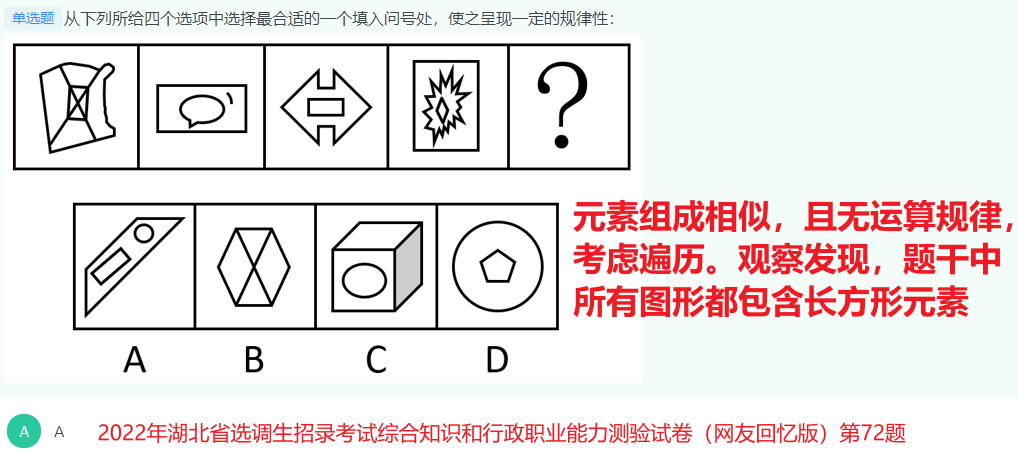 单选题 从下列所给四个选项中选择最合适的一个填入问号处，使之呈现一定的规律性：
?
元素组成相似，且无运算规律，
考虑遍历。观察发现，题干中
所有图形都包含长方形元素
A B C D
A A 2022年湖北省选调生招录考试综合知识和行政职业能力测验试卷（网友回忆版）第72题